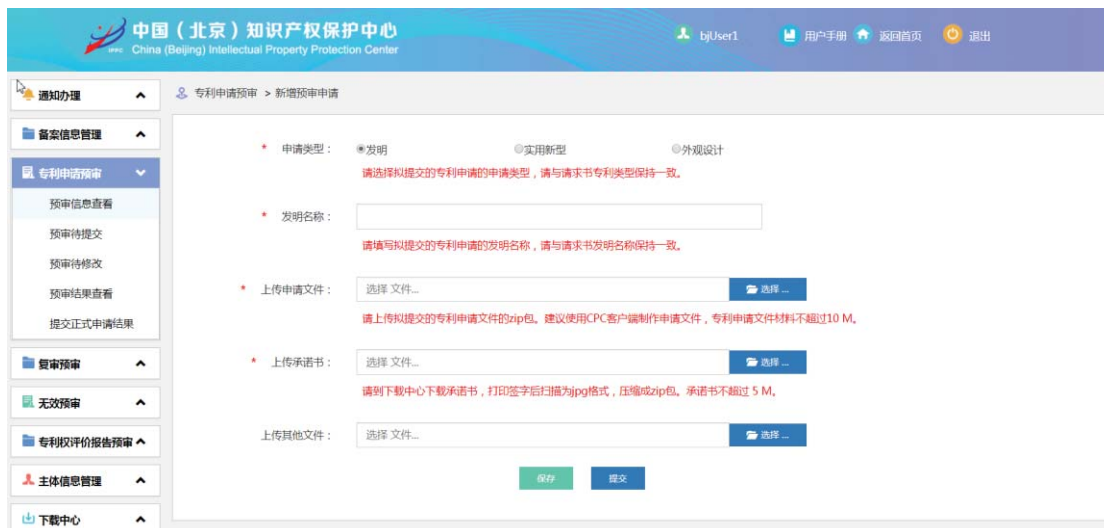 中国（北京）知识产权保护中心
China (Beijing) Intellectual Property Protection Center
bjUser1
用户手册
返回首页
退出
通知办理
备案信息管理
专利申请预审
预审信息查看
预审待提交
预审待修改
预审结果查看
提交正式申请结果
复审预审
无效预审
专利权评价报告预审
主体信息管理
下载中心
专利申请预审 > 新增预审申请
* 申请类型： 发明 实用新型 外观设计
请选择拟提交的专利申请的申请类型，请与请求书专利类型保持一致。
* 发明名称：
请填写拟提交的专利申请的发明名称，请与请求书发明名称保持一致。
* 上传申请文件： 选择 文件... 选择 ...
请上传拟提交的专利申请文件的zip包。建议使用CPC客户端制作申请文件，专利申请文件材料不超过10 M。
* 上传承诺书： 选择 文件... 选择 ...
请到下载中心下载承诺书，打印签字后扫描为jpg格式，压缩成zip包。承诺书不超过 5 M。
上传其他文件： 选择 文件... 选择 ...
保存 提交